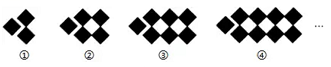 ① ② ③ ④ …